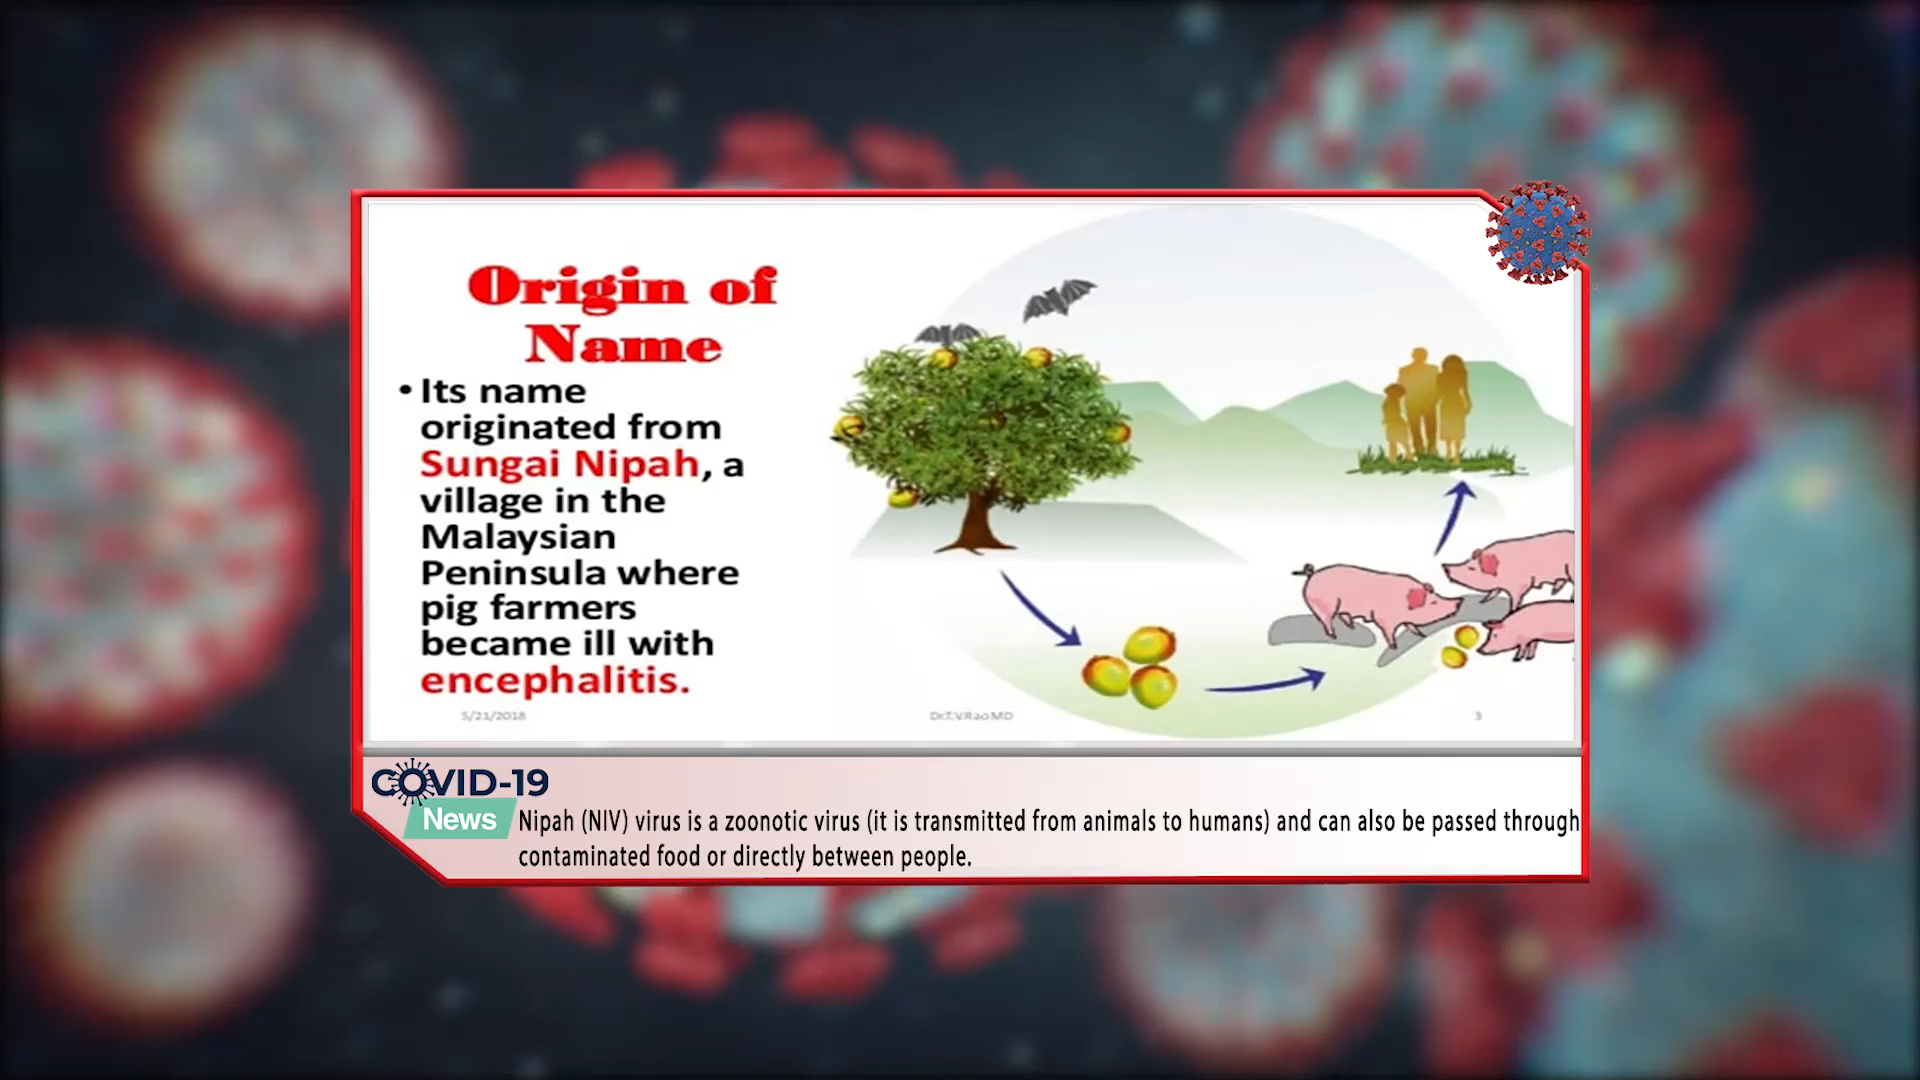 Origin of
Name
• Its name
originated from
Sungai Nipah, a
village in the
Malaysian
Peninsula where
pig farmers
became ill with
encephalitis.
5/21/2018
Dr.T.V.Rao MD
3
COVID-19
News
Nipah (NIV) virus is a zoonotic virus (it is transmitted from animals to humans) and can also be passed through
contaminated food or directly between people.